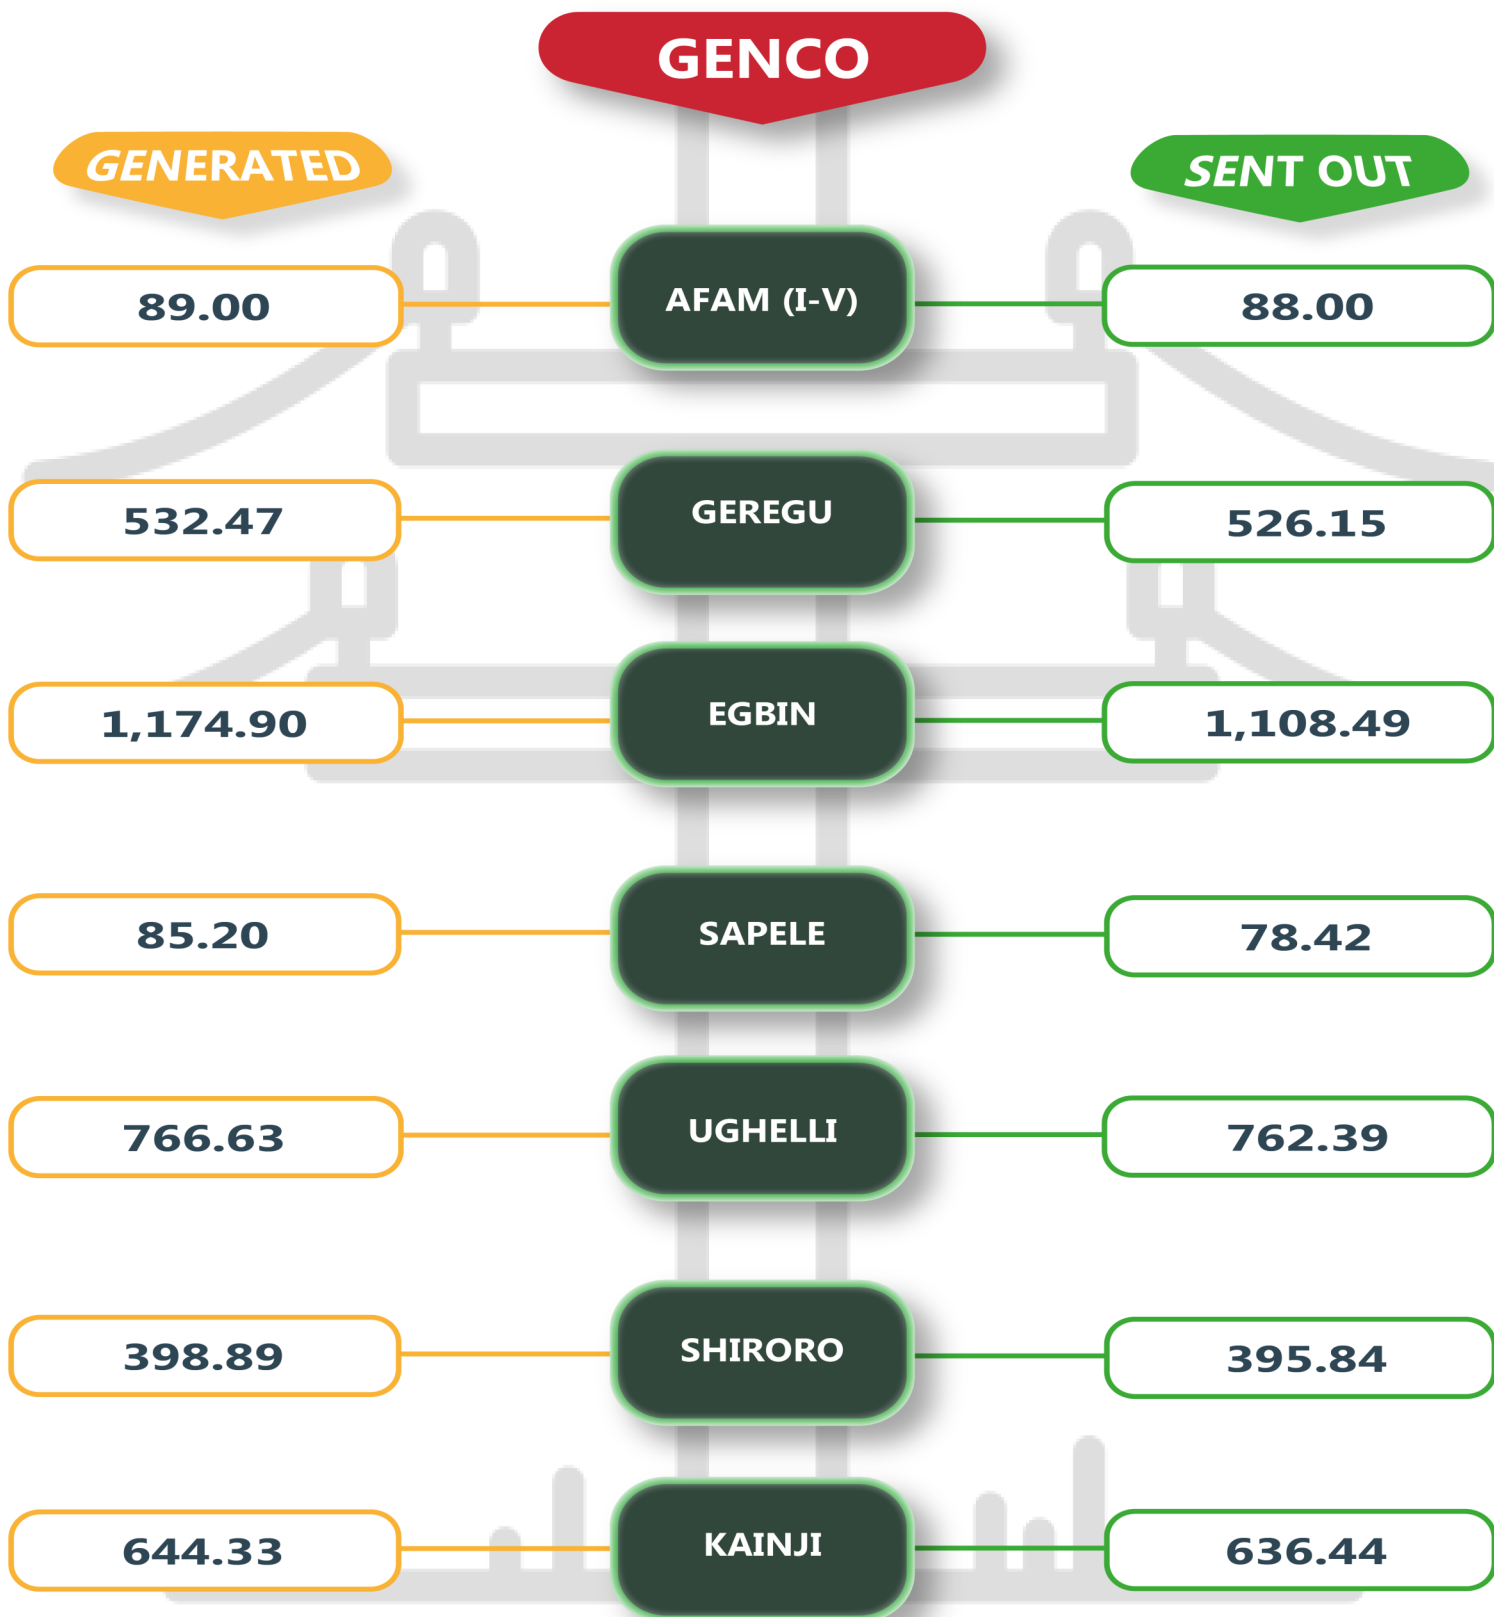 GENCO
GENERATED
SENT OUT
89.00 AFAM (I-V) 88.00
532.47 GEREGU 526.15
1,174.90 EGBIN 1,108.49
85.20 SAPELE 78.42
766.63 UGHELLI 762.39
398.89 SHIRORO 395.84
644.33 KAINJI 636.44